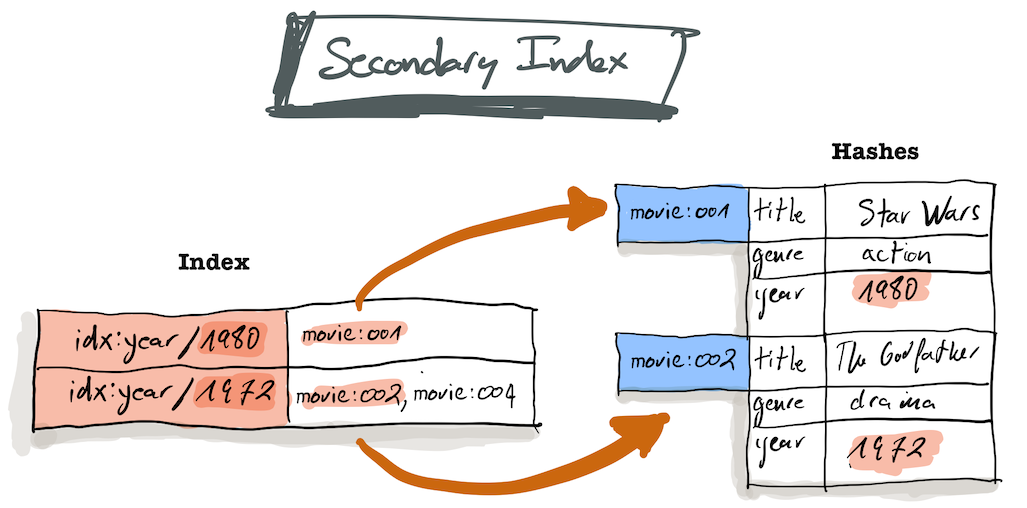 Secondary Index
Hashes
movie:001 title Star Wars
genre action
year 1980
movie:002 title The Godfather
genre drama
year 1972
Index
idx:year/1980 movie:001
idx:year/1972 movie:002, movie:004